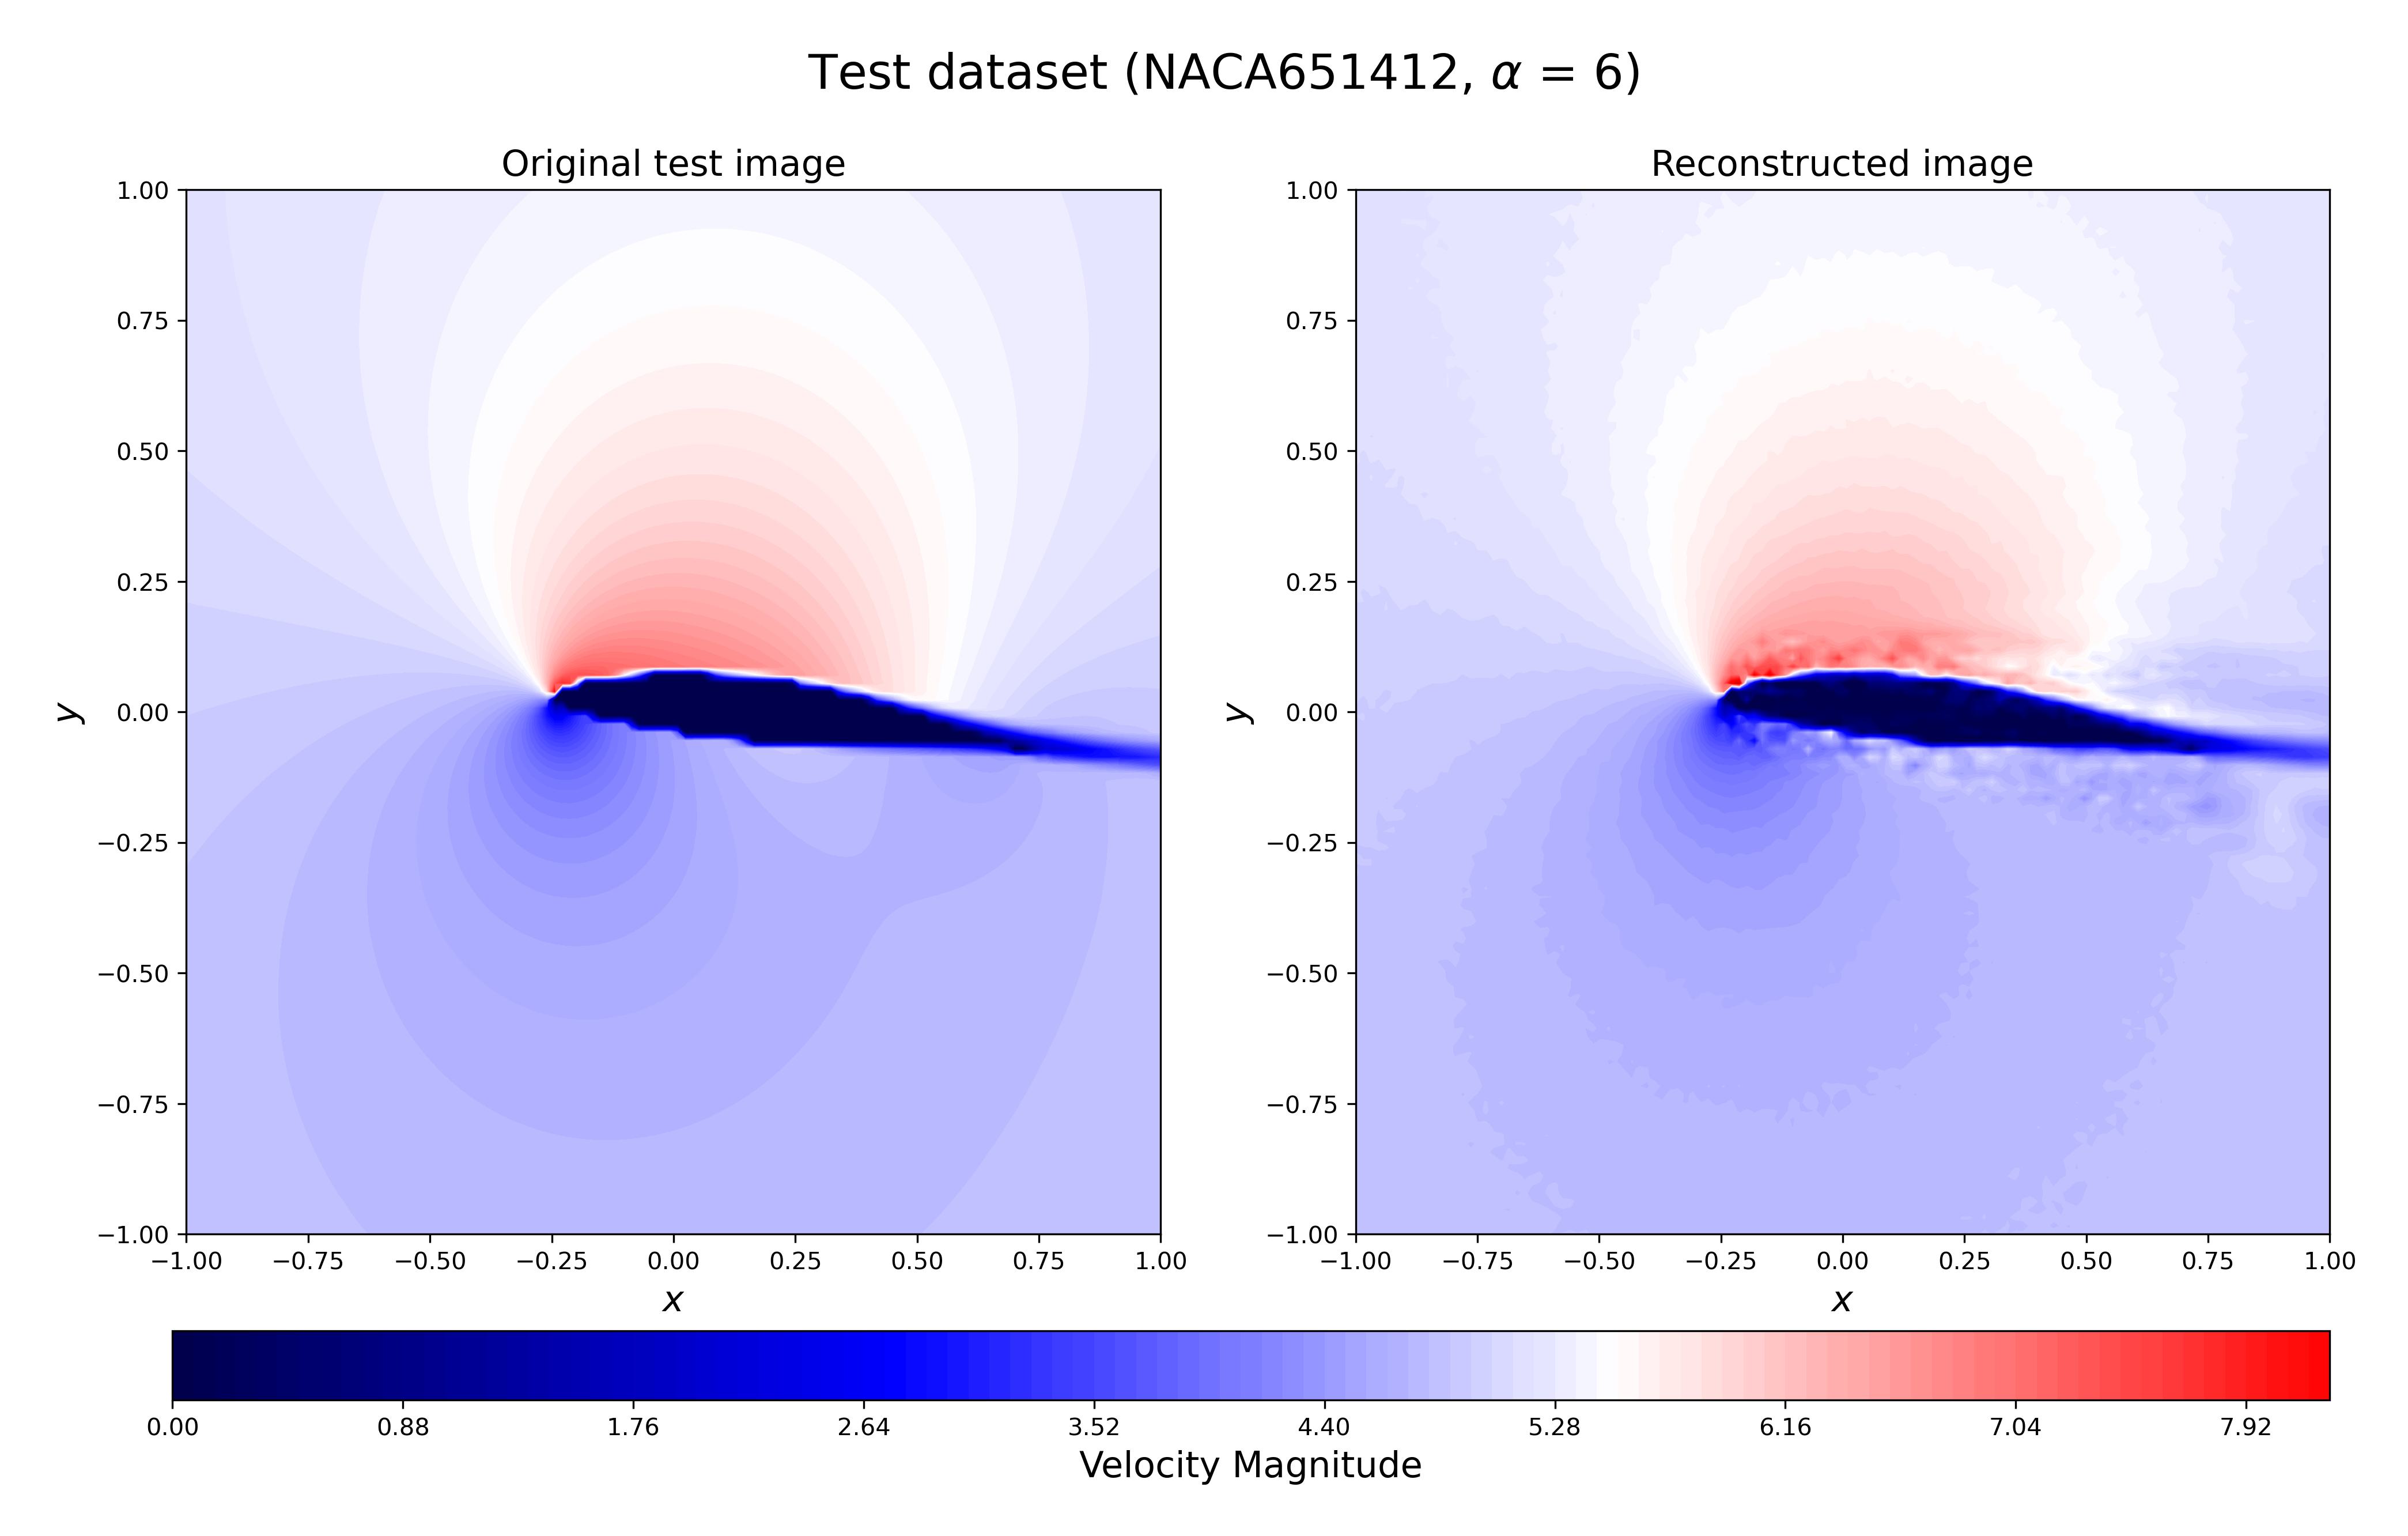 Test dataset (NACA651412, α = 6)
Original test image
Reconstructed image
1.00
0.75
0.50
0.25
0.00
−0.25
−0.50
−0.75
−1.00
y
−1.00 −0.75 −0.50 −0.25 0.00 0.25 0.50 0.75 1.00
x
1.00
0.75
0.50
0.25
0.00
−0.25
−0.50
−0.75
−1.00
y
−1.00 −0.75 −0.50 −0.25 0.00 0.25 0.50 0.75 1.00
x
0.00 0.88 1.76 2.64 3.52 4.40 5.28 6.16 7.04 7.92
Velocity Magnitude